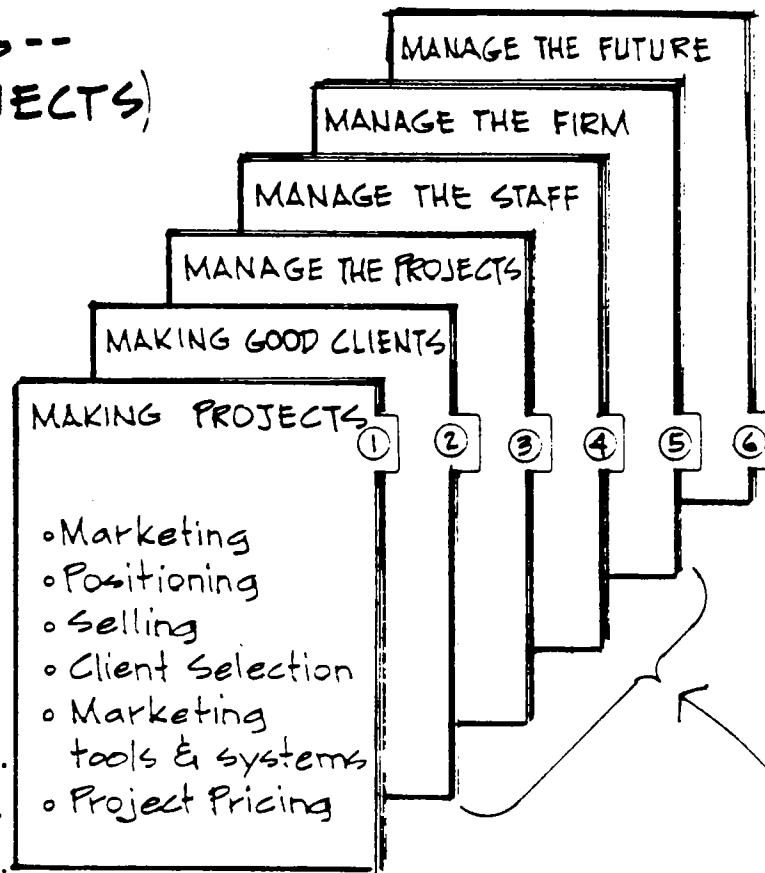 S--
JECTS)
MANAGE THE FUTURE
MANAGE THE FIRM
MANAGE THE STAFF
MANAGE THE PROJECTS
MAKING GOOD CLIENTS
MAKING PROJECTS
① ② ③ ④ ⑤ ⑥
• Marketing
• Positioning
• Selling
• Client Selection
• Marketing
tools & systems
• Project Pricing